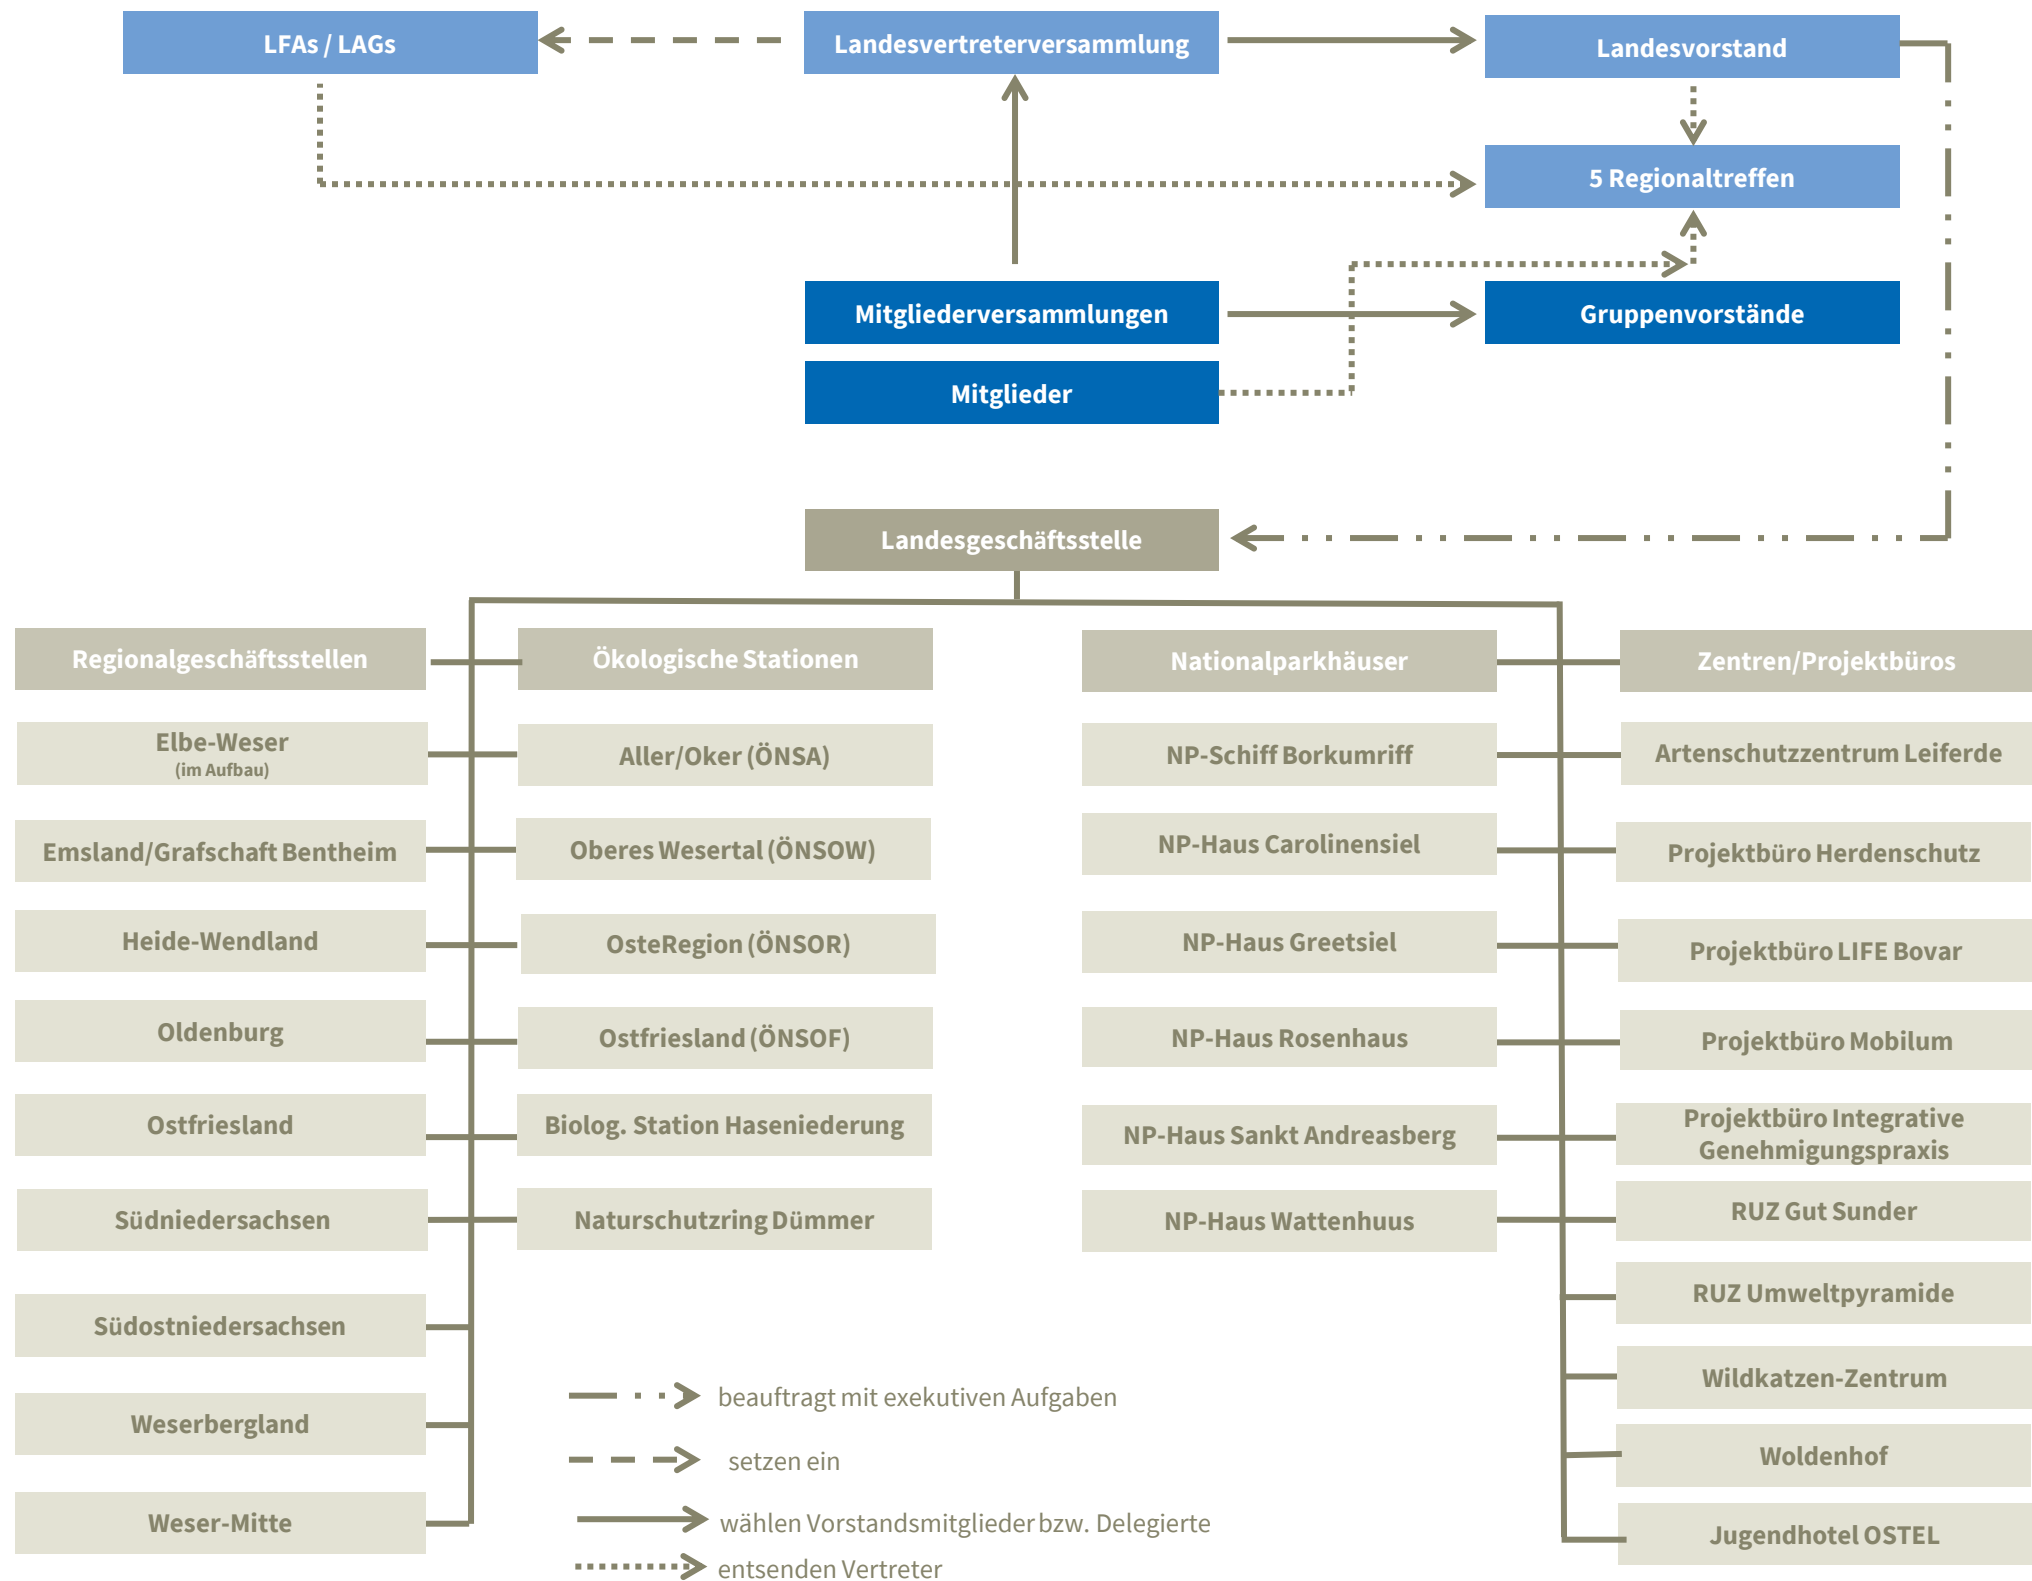 LFAs / LAGs
Landesvertreterversammlung
Landesvorstand
5 Regionaltreffen
Mitgliederversammlungen
Gruppenvorstände
Mitglieder
Landesgeschäftsstelle
Regionalgeschäftsstellen
Elbe-Weser
(im Aufbau)
Emsland/Grafschaft Bentheim
Heide-Wendland
Oldenburg
Ostfriesland
Südniedersachsen
Südostniedersachsen
Weserbergland
Weser-Mitte
Ökologische Stationen
Aller/Oker (ÖNSA)
Oberes Wesertal (ÖNSOW)
OsteRegion (ÖNSOR)
Ostfriesland (ÖNSOF)
Biolog. Station Haseniederung
Naturschutzring Dümmer
Nationalparkhäuser
NP-Schiff Borkumriff
NP-Haus Carolinensiel
NP-Haus Greetsiel
NP-Haus Rosenhaus
NP-Haus Sankt Andreasberg
NP-Haus Wattenhuus
Zentren/Projektbüros
Artenschutzzentrum Leiferde
Projektbüro Herdenschutz
Projektbüro LIFE Bovar
Projektbüro Mobilum
Projektbüro Integrative
Genehmigungspraxis
RUZ Gut Sunder
RUZ Umweltpyramide
Wildkatzen-Zentrum
Woldenhof
Jugendhotel OSTEL
beauftragt mit exekutiven Aufgaben
setzen ein
wählen Vorstandsmitglieder bzw. Delegierte
entsenden Vertreter